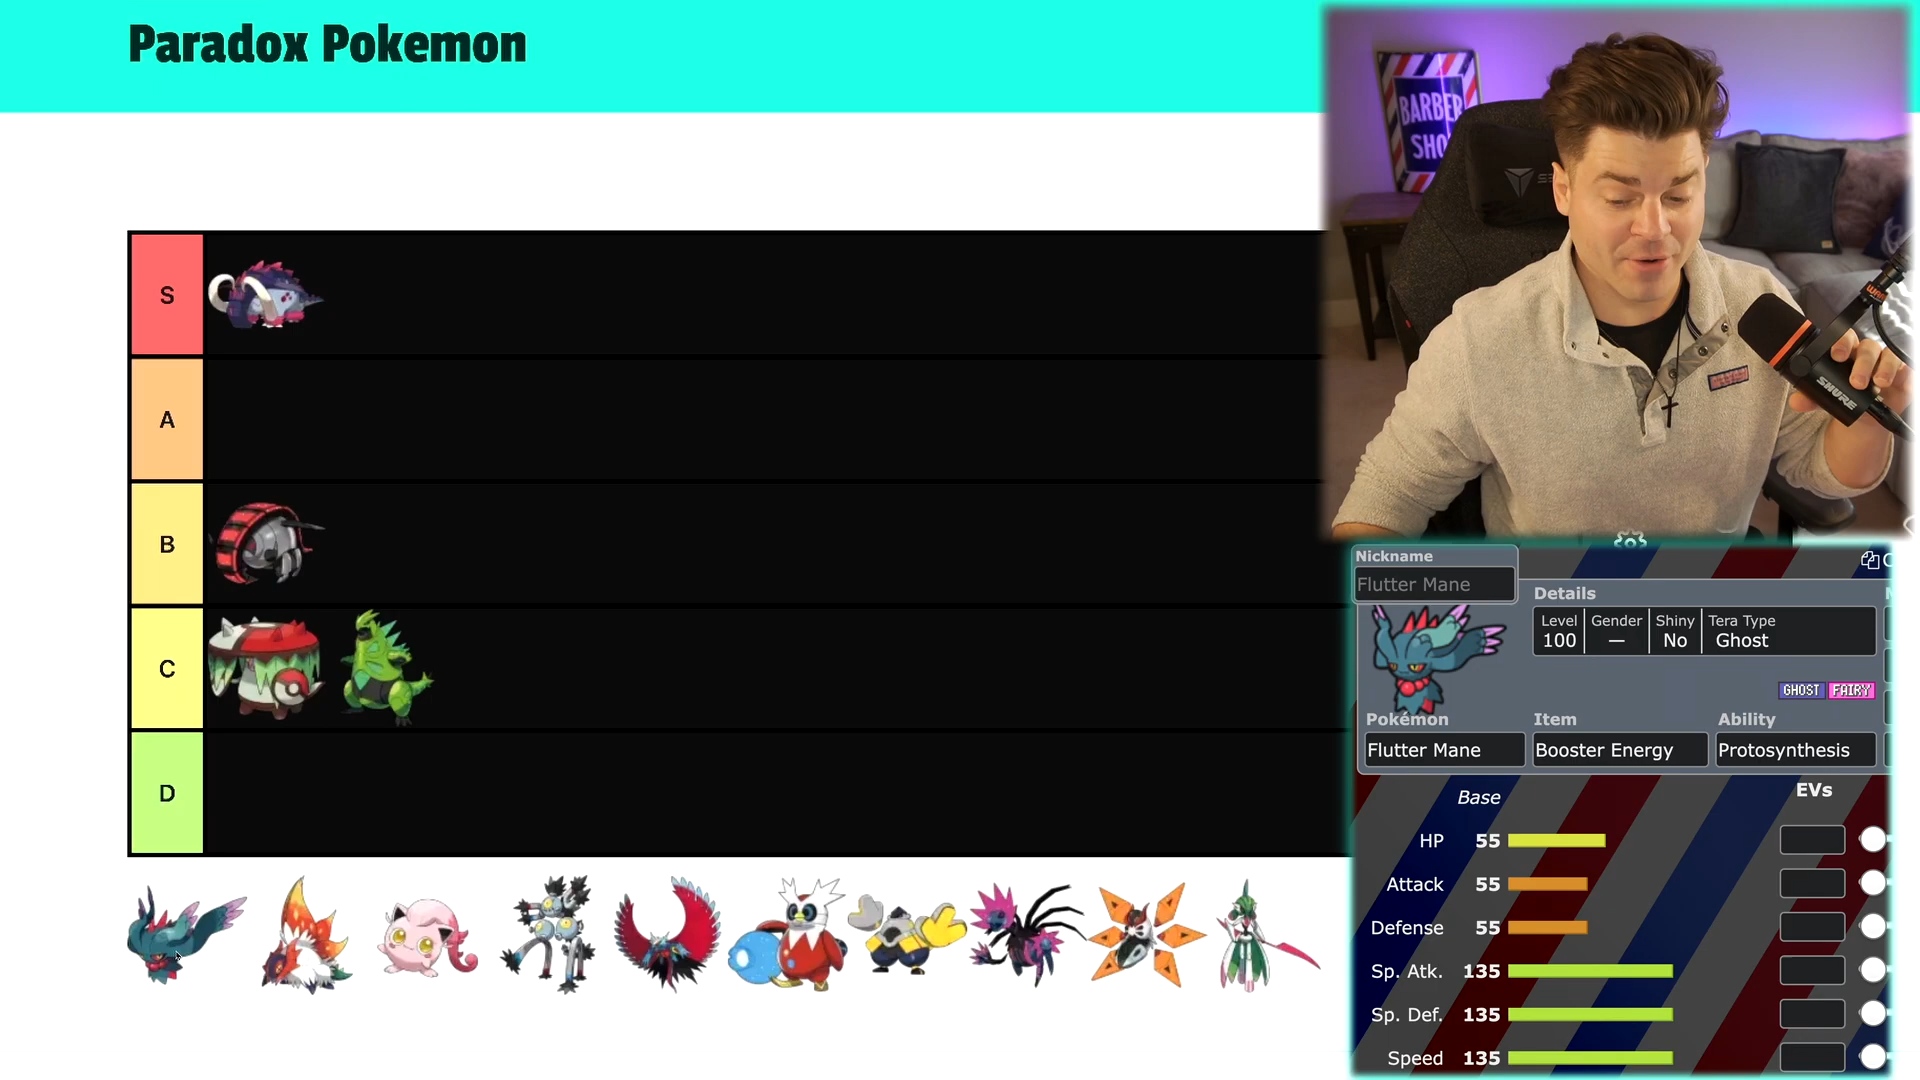 Paradox Pokemon
BARBER
SHO
S
A
B
C
D
SHURE
Nickname
Flutter Mane
Details
Level Gender Shiny Tera Type
100 — No Ghost
GHOST FAIRY
Pokémon Item Ability
Flutter Mane Booster Energy Protosynthesis
Base EVs
HP 55
Attack 55
Defense 55
Sp. Atk. 135
Sp. Def. 135
Speed 135